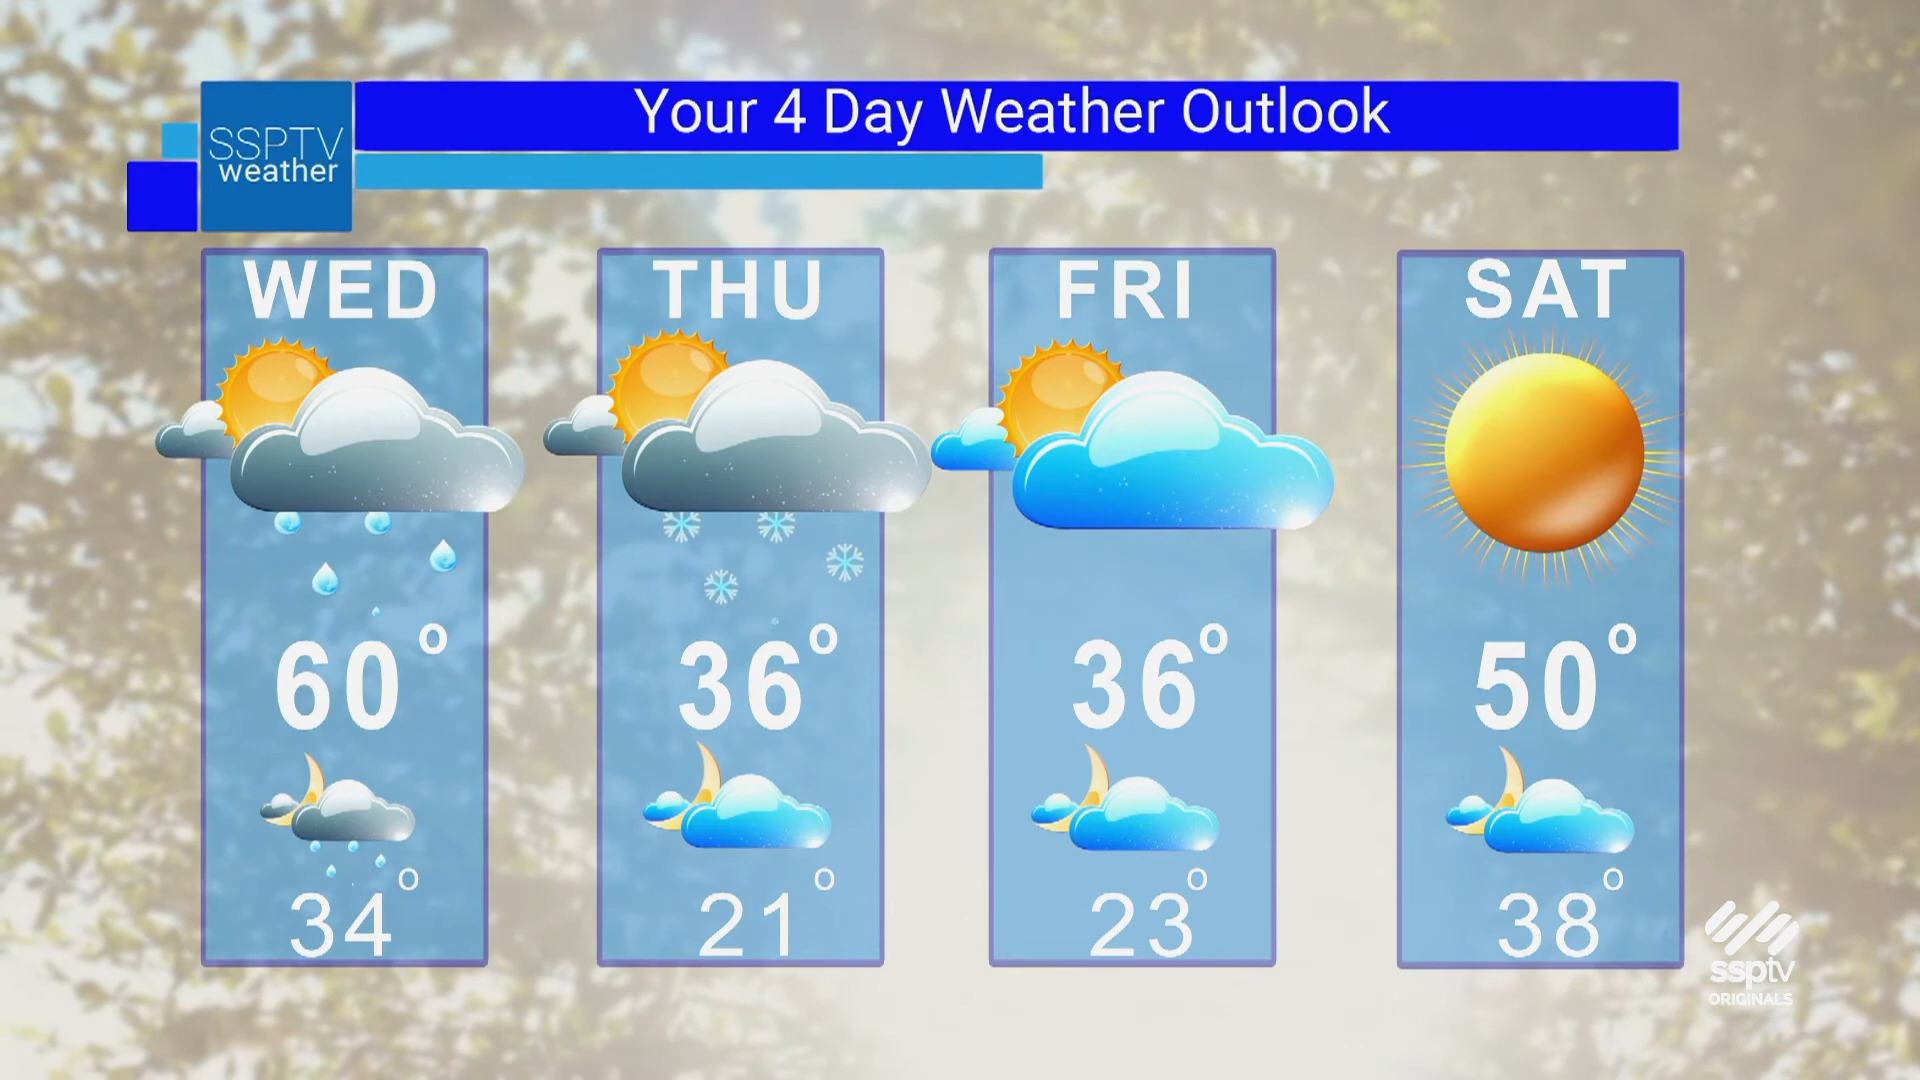 Your 4 Day Weather Outlook
SSPTV
weather
WED
THU
FRI
SAT
60°
36°
36°
50°
34°
21°
23°
38°
ssptv
ORIGINALS